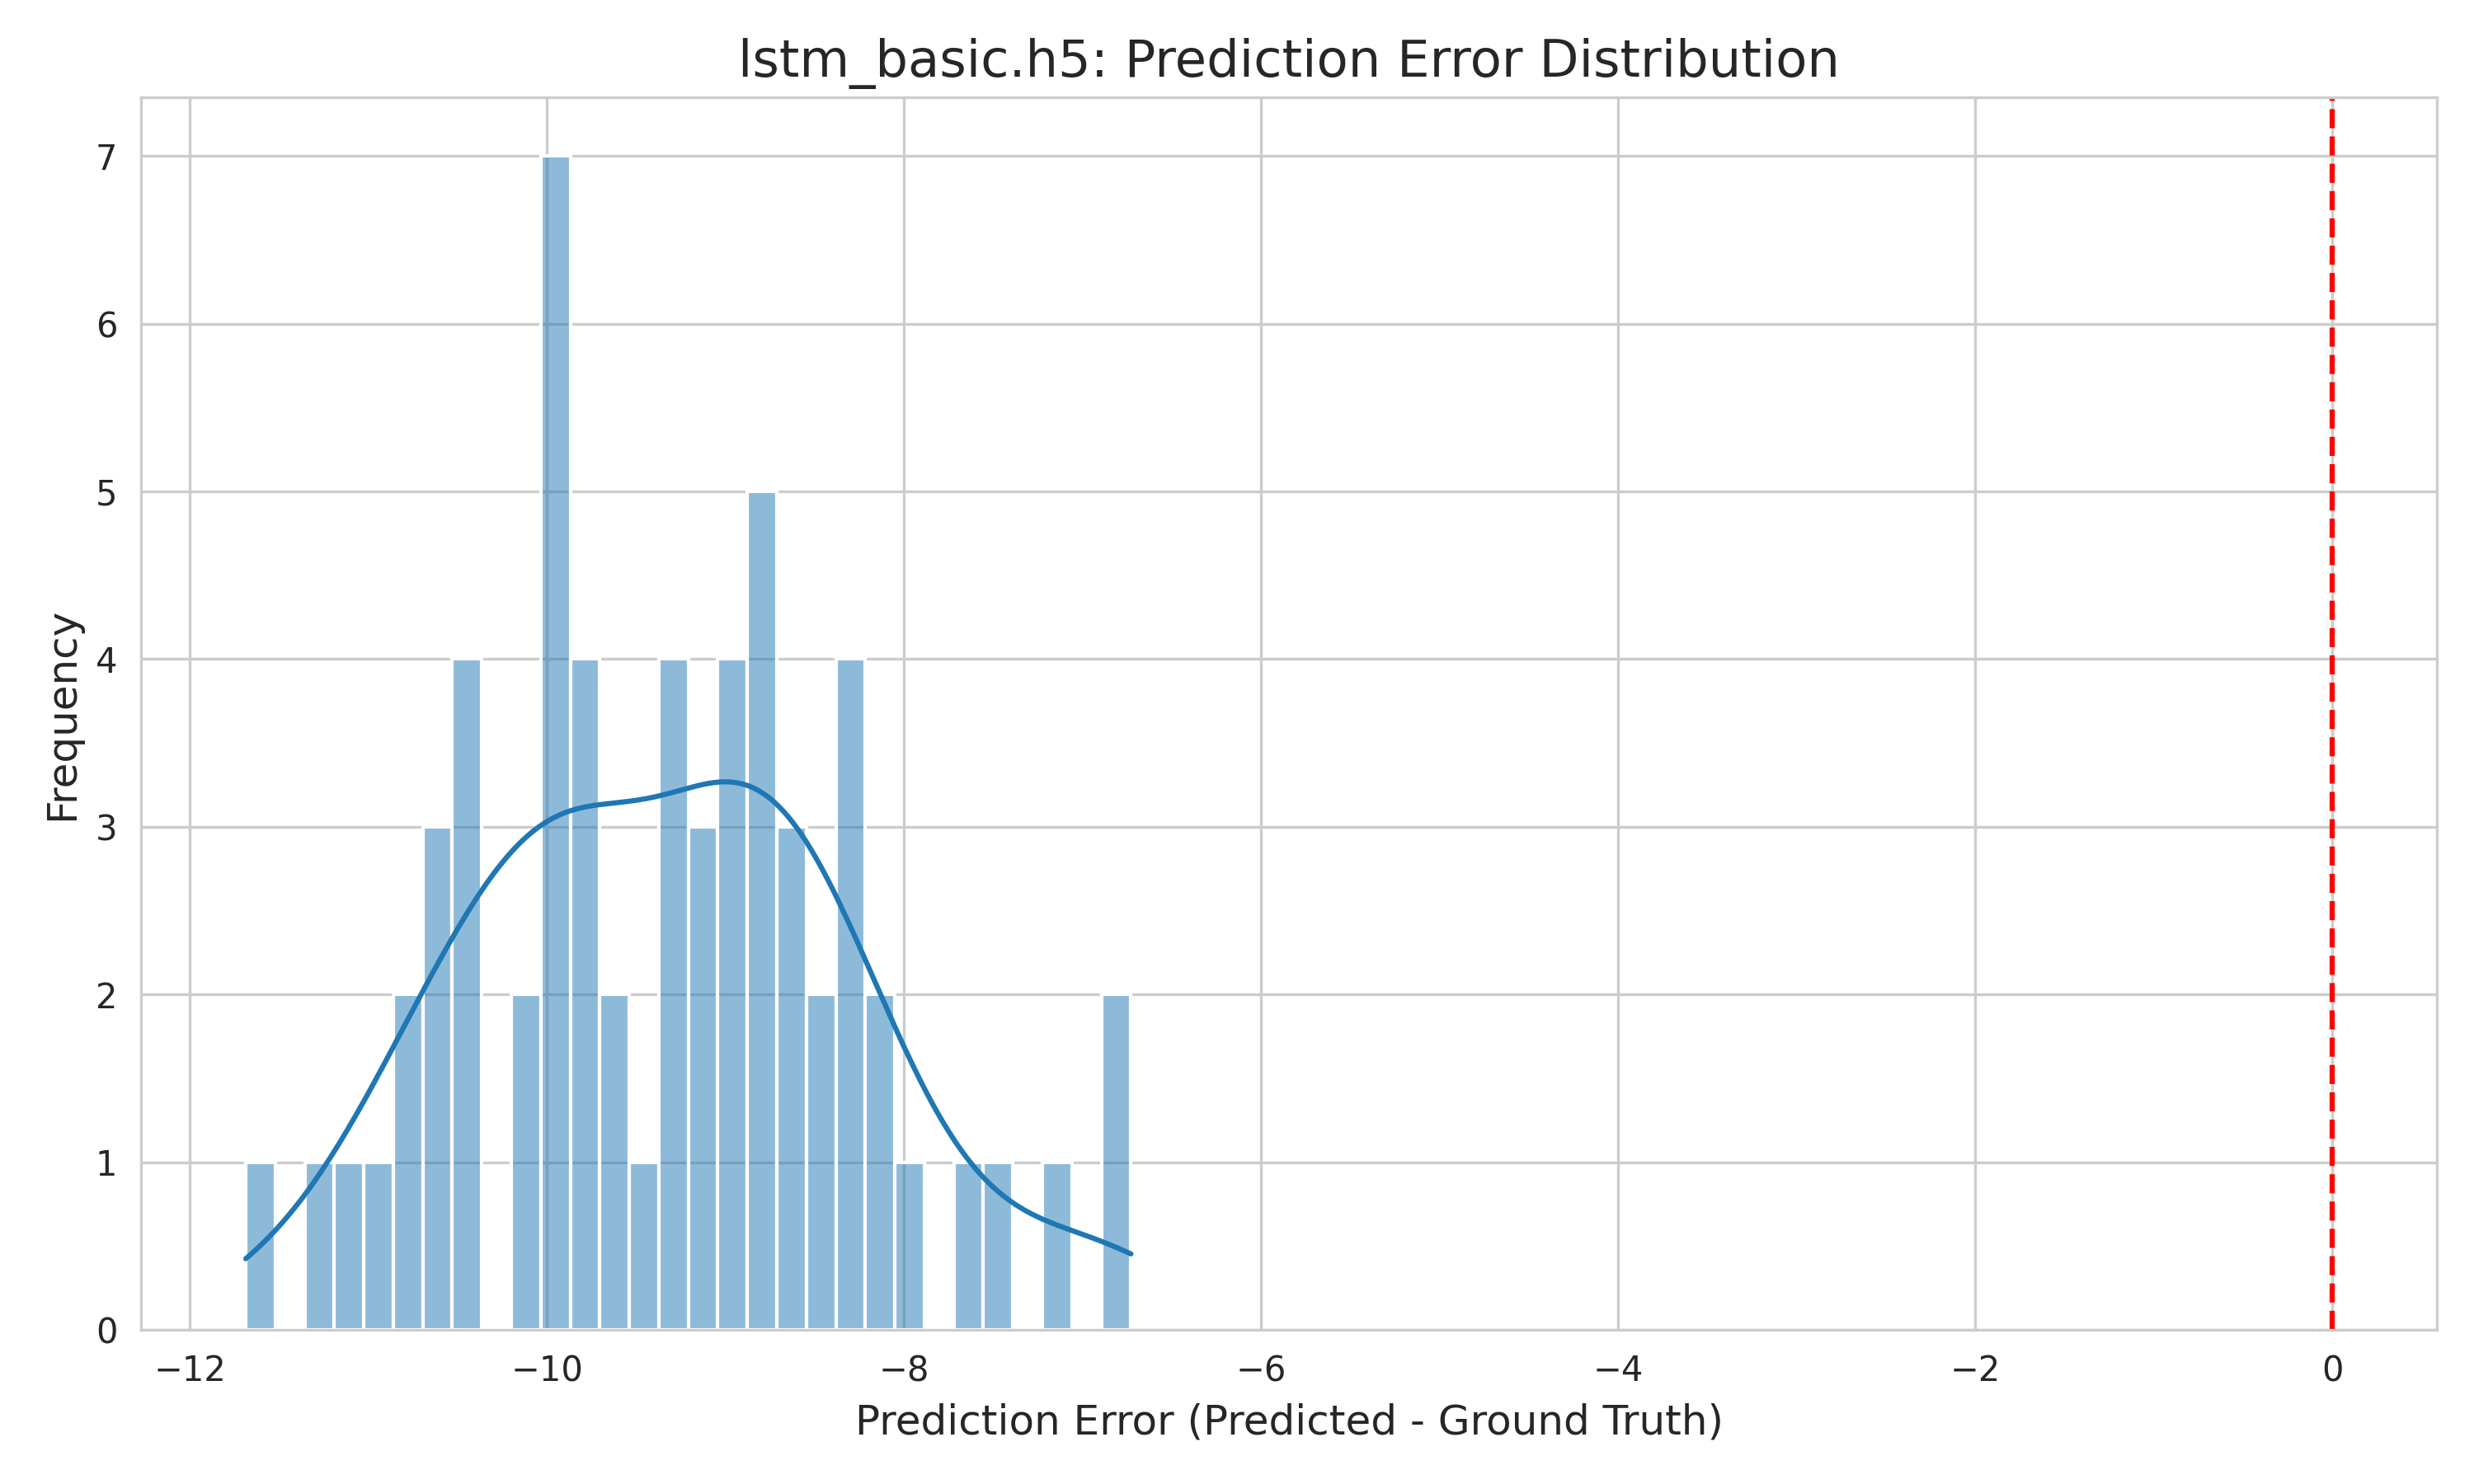 lstm_basic.h5: Prediction Error Distribution
7
6
5
4
3
2
1
0
Frequency
−12 −10 −8 −6 −4 −2 0
Prediction Error (Predicted - Ground Truth)